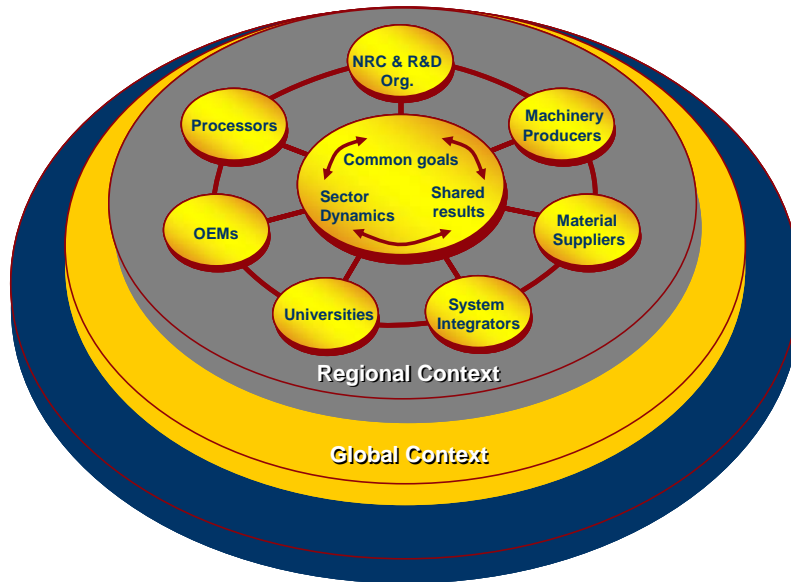 NRC & R&D
Org.
Processors
Machinery
Producers
Common goals
Sector
Dynamics
Shared
results
OEMs
Material
Suppliers
Universities
System
Integrators
Regional Context
Global Context